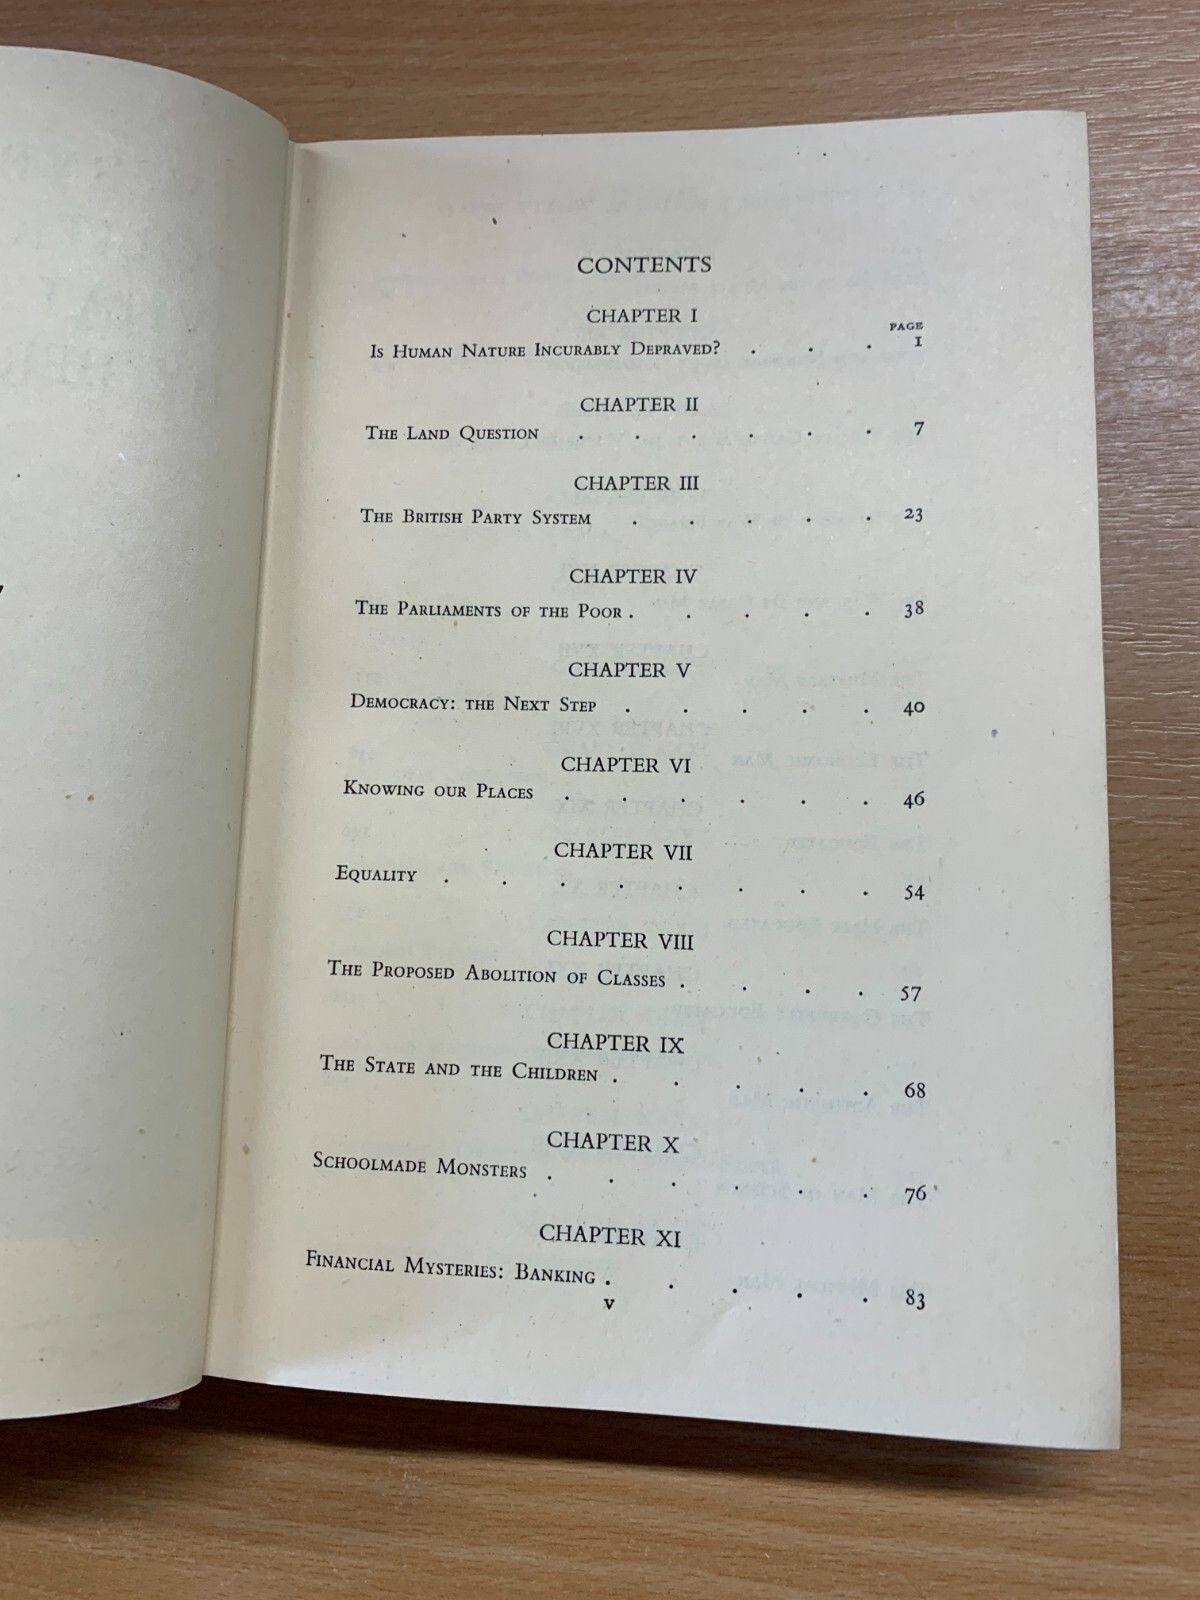 CONTENTS
CHAPTER I
PAGE
Is Human Nature Incurably Depraved? . . . 1
CHAPTER II
The Land Question . . . . . . 7
CHAPTER III
The British Party System . . . . . 23
CHAPTER IV
The Parliaments of the Poor . . . . . 38
CHAPTER V
Democracy: the Next Step . . . . . 40
CHAPTER VI
Knowing our Places . . . . . . 46
CHAPTER VII
Equality . . . . . . . . 54
CHAPTER VIII
The Proposed Abolition of Classes . . . . 57
CHAPTER IX
The State and the Children . . . . . 68
CHAPTER X
Schoolmade Monsters . . . . . . 76
CHAPTER XI
Financial Mysteries: Banking . . . . . 83
v